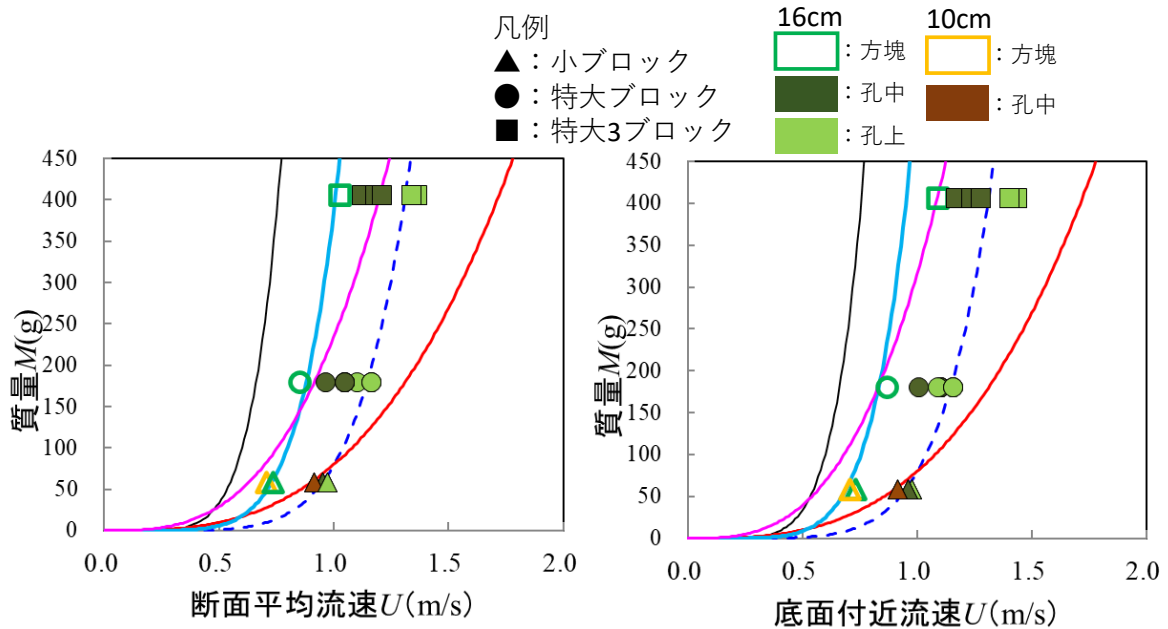 凡例
▲：小ブロック
●：特大ブロック
■：特大3ブロック
16cm
：方塊
：孔中
：孔上
10cm
：方塊
：孔中
質量M(g)
450
400
350
300
250
200
150
100
50
0
0.0 0.5 1.0 1.5 2.0
断面平均流速U(m/s)
質量M(g)
450
400
350
300
250
200
150
100
50
0
0.0 0.5 1.0 1.5 2.0
底面付近流速U(m/s)